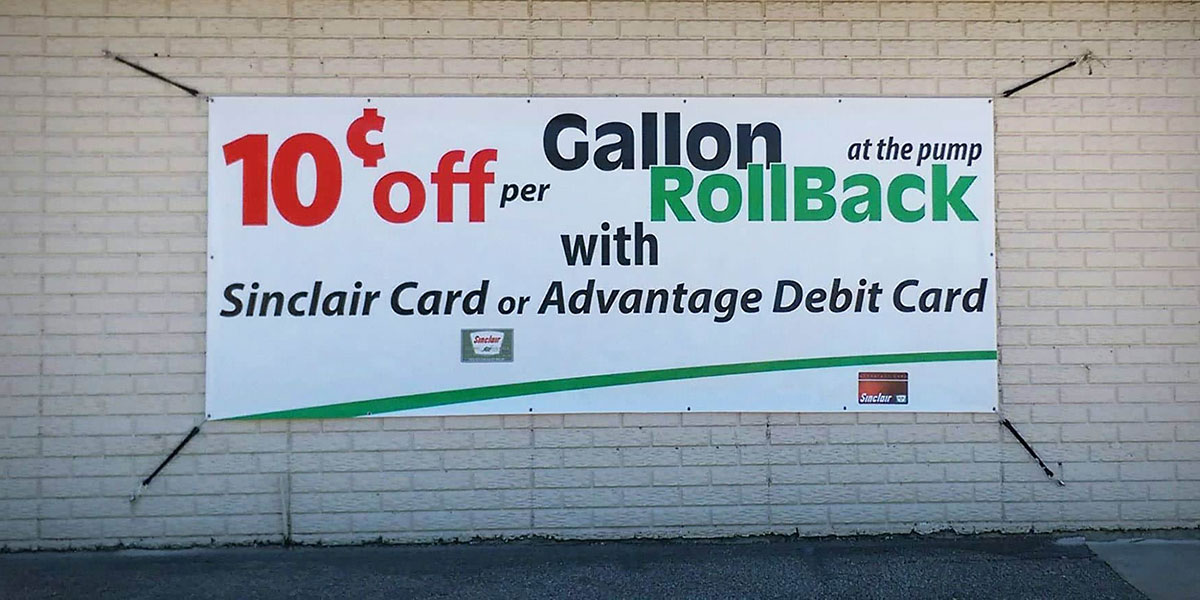 10¢ off per Gallon at the pump
RollBack
with
Sinclair Card or Advantage Debit Card
Sinclair
Sinclair